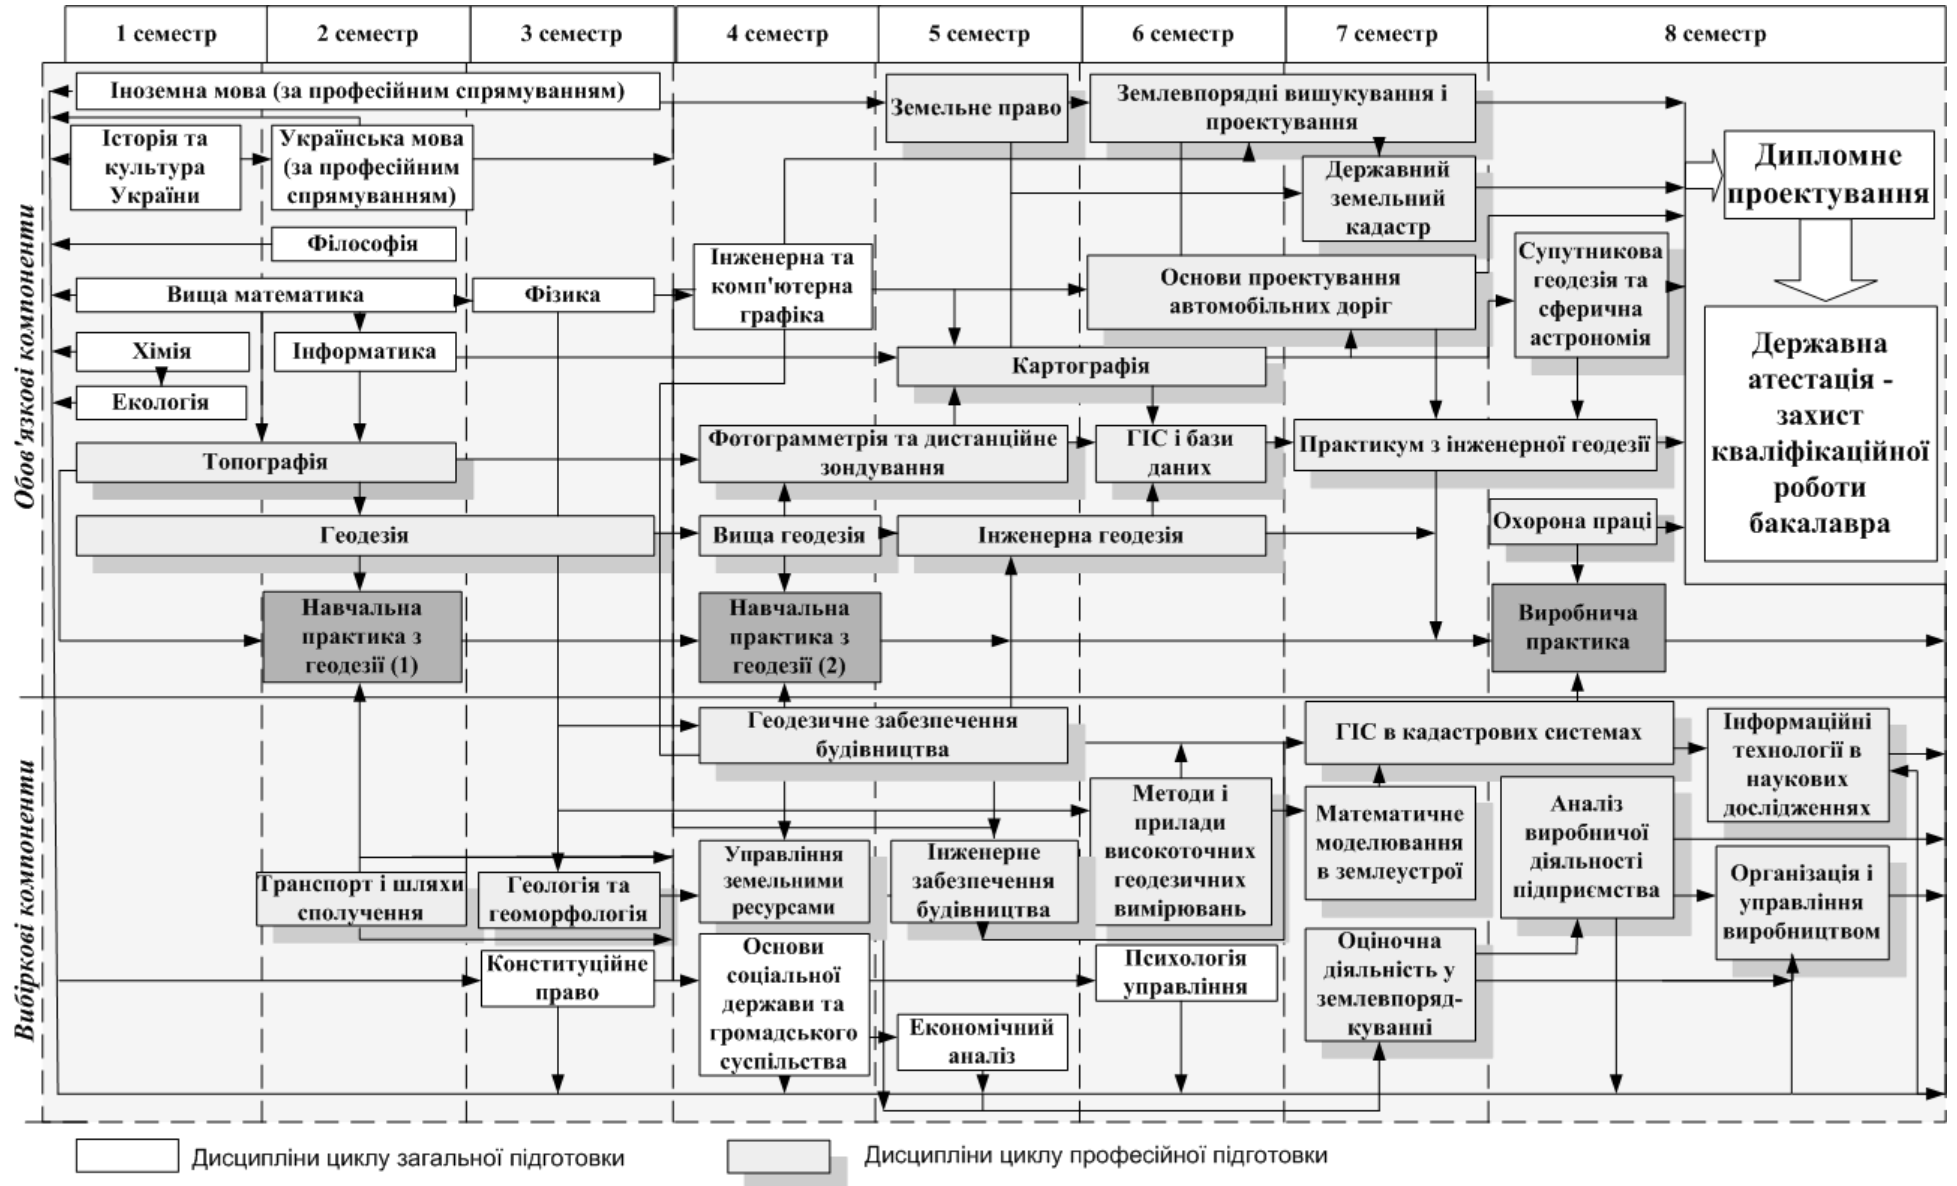 1 семестр
2 семестр
3 семестр
4 семестр
5 семестр
6 семестр
7 семестр
8 семестр
Обов'язкові компоненти
Іноземна мова (за професійним спрямуванням)
Земельне право
Землевпорядні вишукування і
проектування
Історія та
культура
України
Українська мова
(за професійним
спрямуванням)
Державний
земельний
кадастр
Дипломне
проектування
Філософія
Інженерна та
комп'ютерна
графіка
Основи проектування
автомобільних доріг
Супутникова
геодезія та
сферична
астрономія
Вища математика
Фізика
Хімія
Інформатика
Картографія
Державна
атестація -
захист
кваліфікаційної
роботи
бакалавра
Екологія
Топографія
Фотограмметрія та дистанційне
зондування
ГІС і бази
даних
Практикум з інженерної геодезії
Геодезія
Вища геодезія
Інженерна геодезія
Охорона праці
Навчальна
практика з
геодезії (1)
Навчальна
практика з
геодезії (2)
Виробнича
практика
Вибіркові компоненти
Геодезичне забезпечення
будівництва
ГІС в кадастрових системах
Інформаційні
технології в
наукових
дослідженнях
Методи і
прилади
високоточних
геодезичних
вимірювань
Математичне
моделювання
в землеустрої
Аналіз
виробничої
діяльності
підприємства
Транспорт і шляхи
сполучення
Геологія та
геоморфологія
Управління
земельними
ресурсами
Інженерне
забезпечення
будівництва
Організація і
управління
виробництвом
Конституційне
право
Основи
соціальної
держави та
громадського
суспільства
Психологія
управління
Оціночна
діяльність у
землевпоряд-
куванні
Економічний
аналіз
Дисципліни циклу загальної підготовки
Дисципліни циклу професійної підготовки